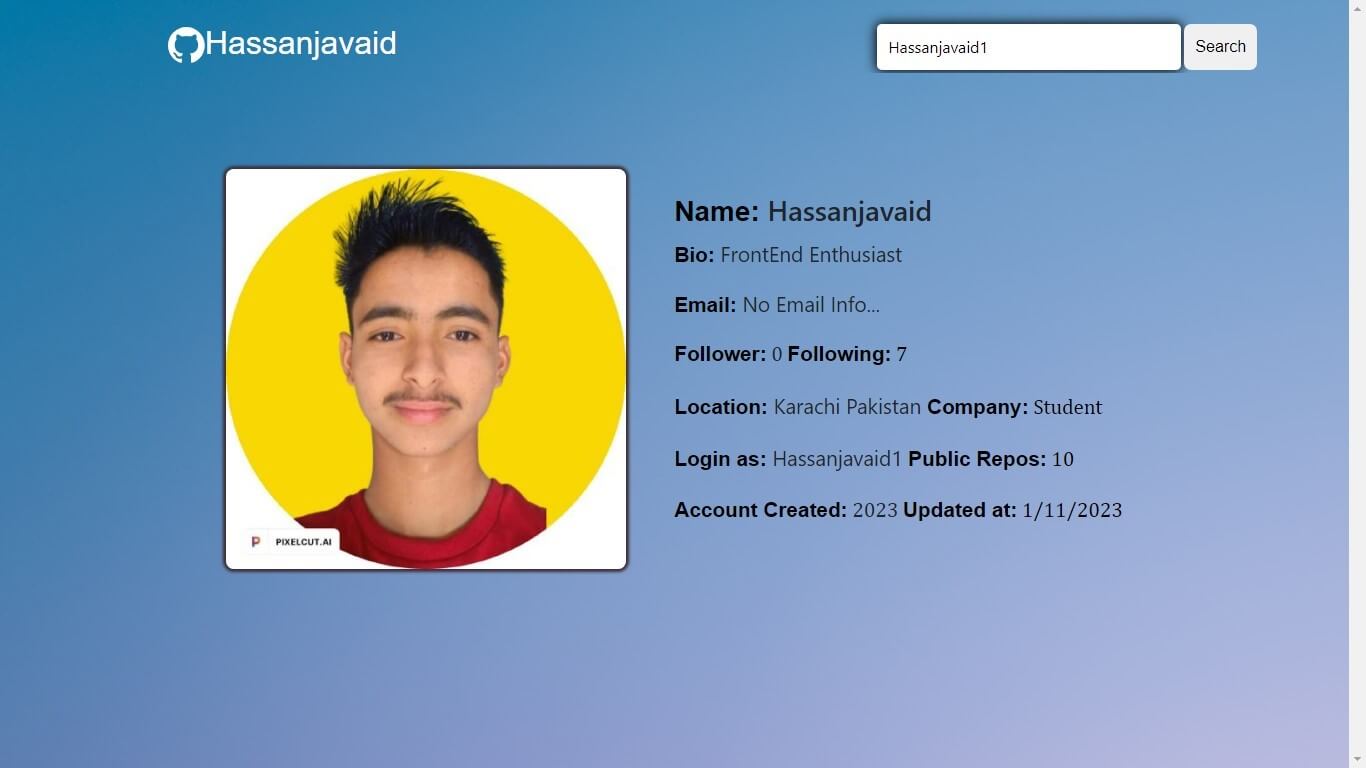 Hassanjavaid
Hassanjavaid1
Search
Name: Hassanjavaid
Bio: FrontEnd Enthusiast
Email: No Email Info...
Follower: 0 Following: 7
Location: Karachi Pakistan Company: Student
Login as: Hassanjavaid1 Public Repos: 10
Account Created: 2023 Updated at: 1/11/2023
PIXELCUT.AI